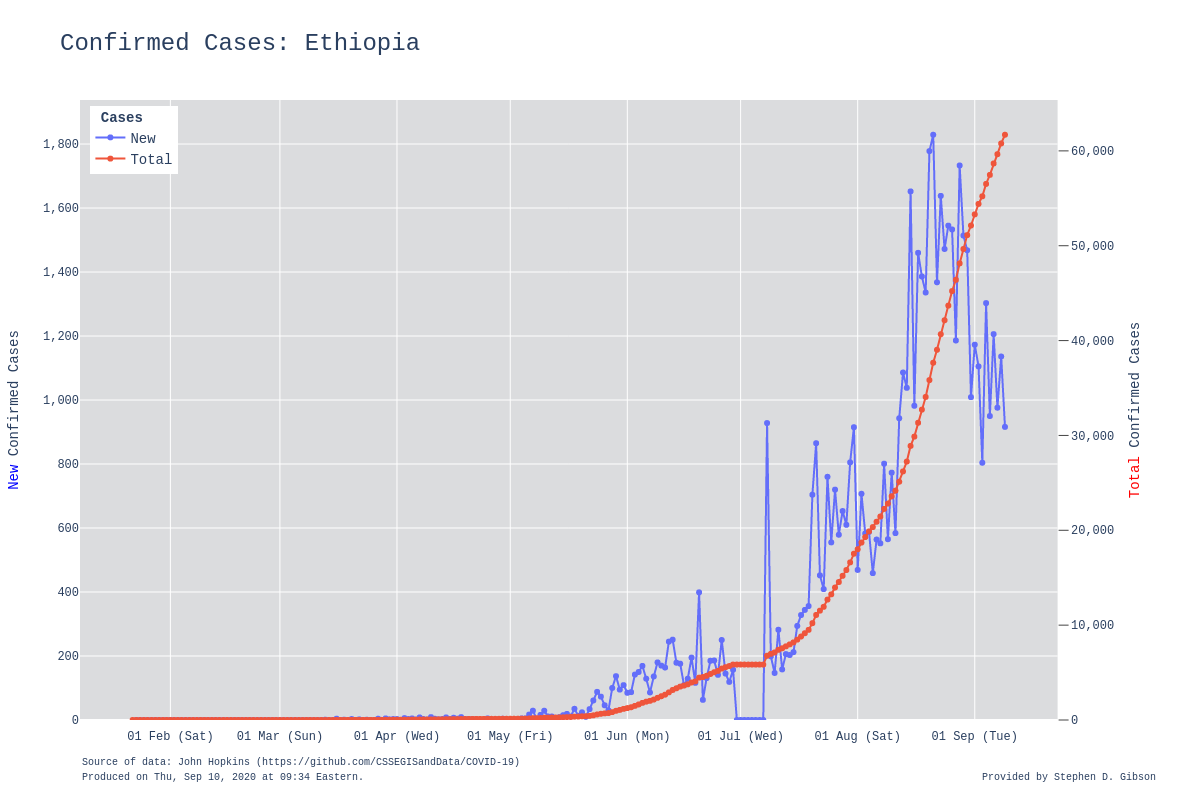 Confirmed Cases: Ethiopia
Cases
New
Total
1,800
1,600
1,400
1,200
1,000
800
600
400
200
0
60,000
50,000
40,000
30,000
20,000
10,000
0
New Confirmed Cases
Total Confirmed Cases
01 Feb (Sat) 01 Mar (Sun) 01 Apr (Wed) 01 May (Fri) 01 Jun (Mon) 01 Jul (Wed) 01 Aug (Sat) 01 Sep (Tue)
Source of data: John Hopkins (https://github.com/CSSEGISandData/COVID-19)
Produced on Thu, Sep 10, 2020 at 09:34 Eastern.
Provided by Stephen D. Gibson